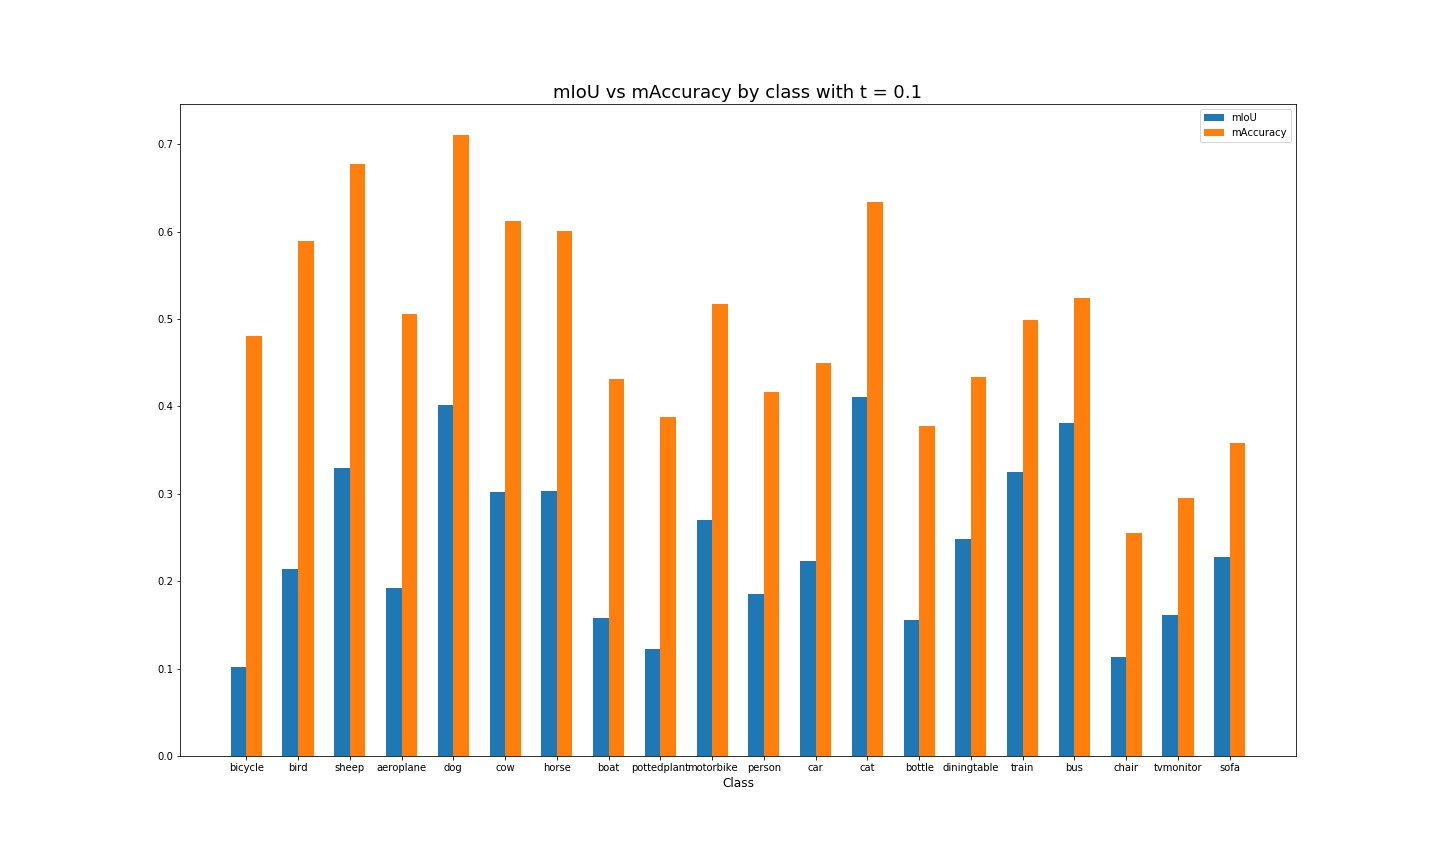 mIoU vs mAccuracy by class with t = 0.1
mIoU
mAccuracy
0.7
0.6
0.5
0.4
0.3
0.2
0.1
0.0
bicycle bird sheep aeroplane dog cow horse boat pottedplant motorbike person car cat bottle diningtable train bus chair tvmonitor sofa
Class